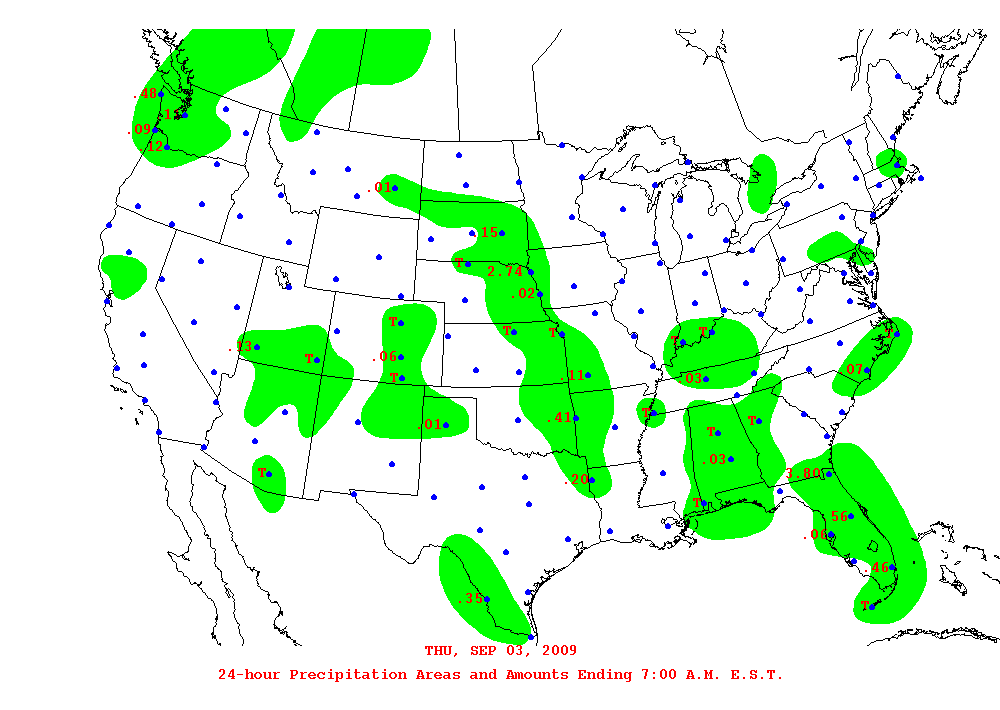 .48
.1
.09
.12
.01
.15
T
2.74
.02
T
T
T
T
.13
T
.06
T
T
.03
T
.11
.07
.01
.41
T
T
T
.03
T
.20
3.80
T
.56
.06
.46
.35
T
THU, SEP 03, 2009
24-hour Precipitation Areas and Amounts Ending 7:00 A.M. E.S.T.